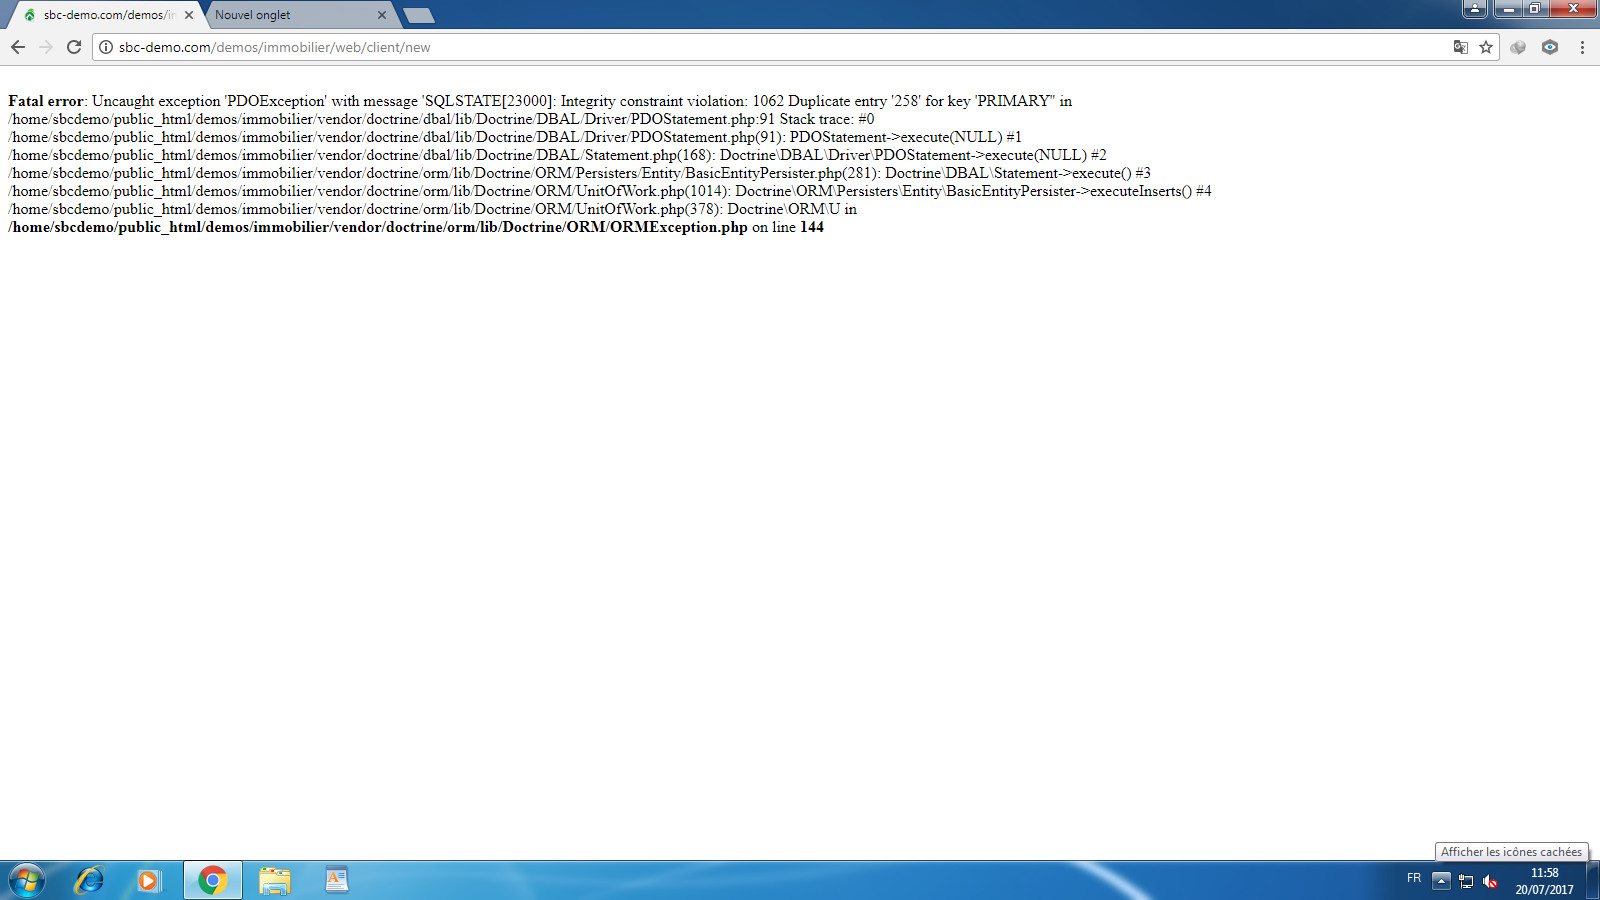 sbc-demo.com/demos/in
Nouvel onglet
sbc-demo.com/demos/immobilier/web/client/new
Fatal error: Uncaught exception 'PDOException' with message 'SQLSTATE[23000]: Integrity constraint violation: 1062 Duplicate entry '258' for key 'PRIMARY'' in
/home/sbcdemo/public_html/demos/immobilier/vendor/doctrine/dbal/lib/Doctrine/DBAL/Driver/PDOStatement.php:91 Stack trace: #0
/home/sbcdemo/public_html/demos/immobilier/vendor/doctrine/dbal/lib/Doctrine/DBAL/Driver/PDOStatement.php(91): PDOStatement->execute(NULL) #1
/home/sbcdemo/public_html/demos/immobilier/vendor/doctrine/dbal/lib/Doctrine/DBAL/Statement.php(168): Doctrine\DBAL\Driver\PDOStatement->execute(NULL) #2
/home/sbcdemo/public_html/demos/immobilier/vendor/doctrine/orm/lib/Doctrine/ORM/Persisters/Entity/BasicEntityPersister.php(281): Doctrine\DBAL\Statement->execute() #3
/home/sbcdemo/public_html/demos/immobilier/vendor/doctrine/orm/lib/Doctrine/ORM/UnitOfWork.php(1014): Doctrine\ORM\Persisters\Entity\BasicEntityPersister->executeInserts() #4
/home/sbcdemo/public_html/demos/immobilier/vendor/doctrine/orm/lib/Doctrine/ORM/UnitOfWork.php(378): Doctrine\ORM\U in
/home/sbcdemo/public_html/demos/immobilier/vendor/doctrine/orm/lib/Doctrine/ORM/ORMException.php on line 144
Afficher les icônes cachées
FR
11:58
20/07/2017